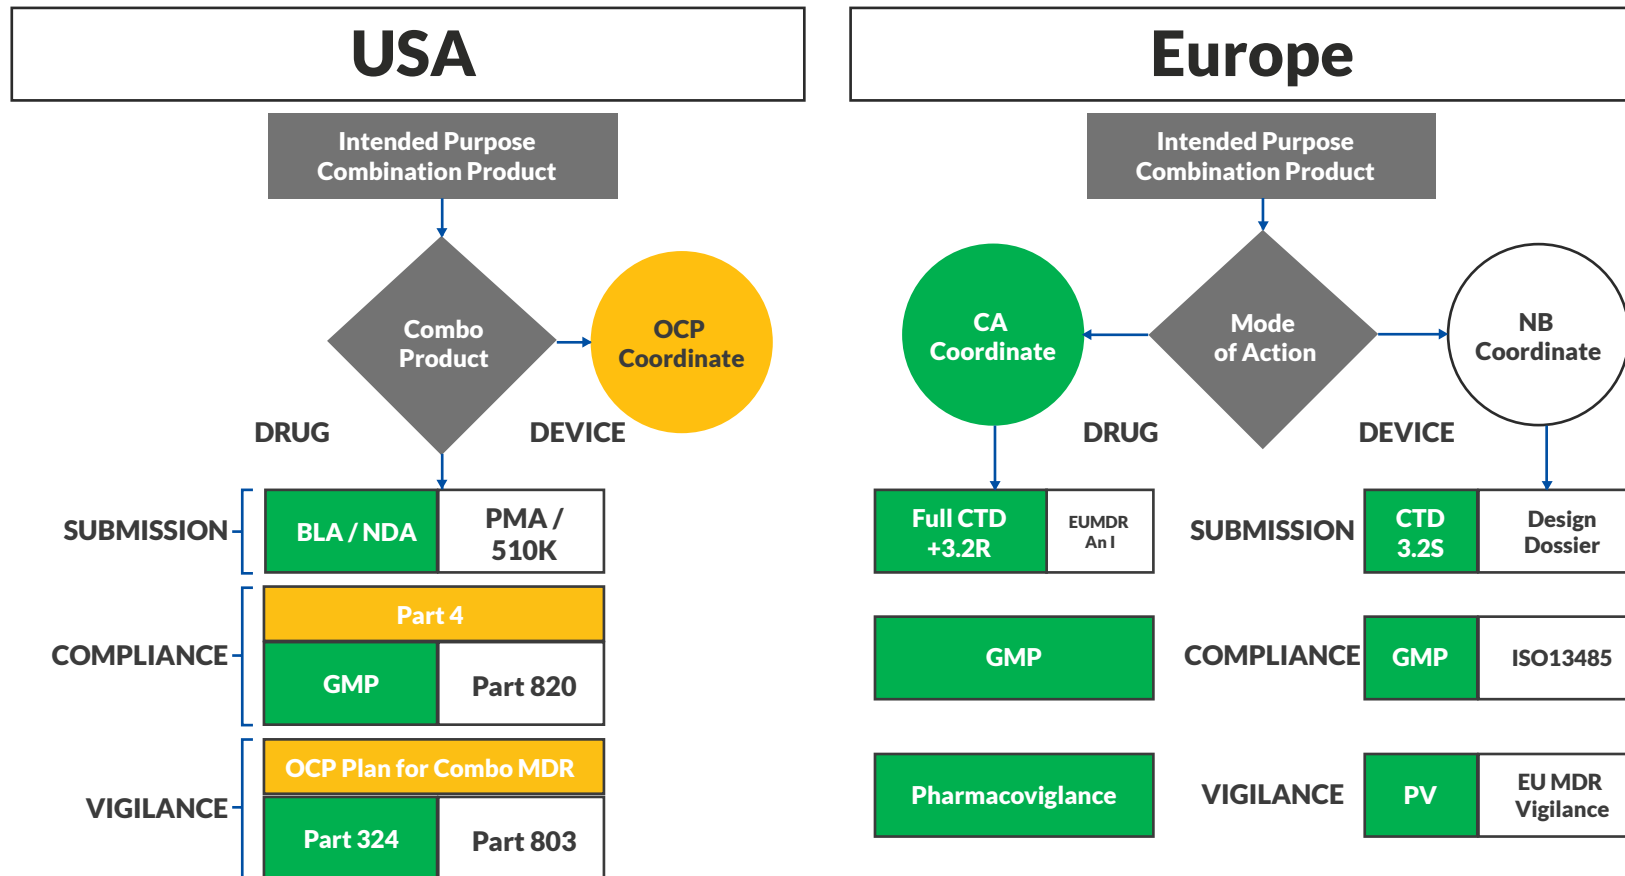 USA
Intended Purpose
Combination Product
Combo
Product
OCP
Coordinate
DRUG
DEVICE
SUBMISSION
BLA / NDA
PMA /
510K
COMPLIANCE
Part 4
GMP
Part 820
VIGILANCE
OCP Plan for Combo MDR
Part 324
Part 803
Europe
Intended Purpose
Combination Product
CA
Coordinate
Mode
of Action
NB
Coordinate
DRUG
DEVICE
Full CTD
+3.2R
EUMDR
An I
SUBMISSION
CTD
3.2S
Design
Dossier
GMP
COMPLIANCE
GMP
ISO13485
Pharmacoviglance
VIGILANCE
PV
EU MDR
Vigilance